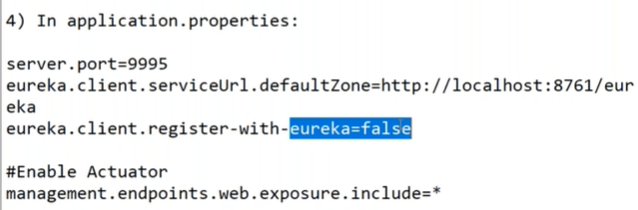 4) In application.properties:
server.port=9995
eureka.client.serviceUrl.defaultZone=http://localhost:8761/eur
eka
eureka.client.register-with-eureka=false
#Enable Actuator
management.endpoints.web.exposure.include=*